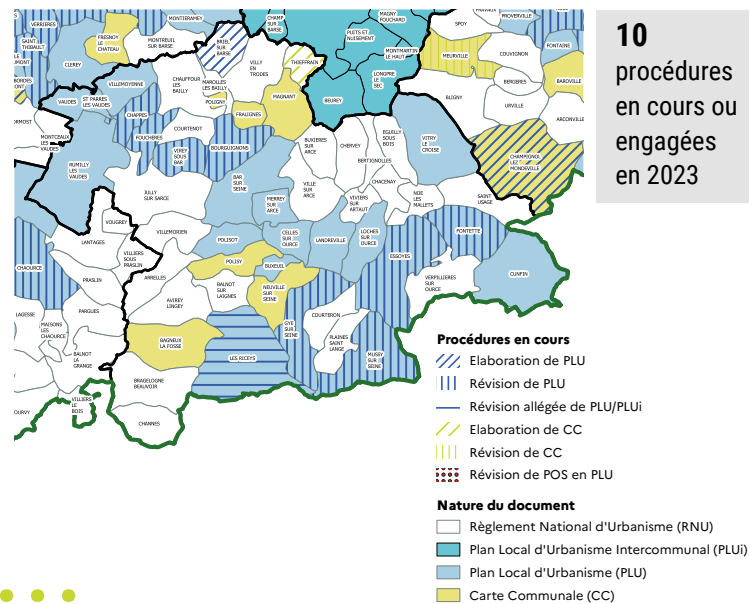 VERRIERES
SAINT
THIBAULT
CLEREY
FRESNOY
LE
CHATEAU
MONTIERAMEY
MONTREUIL
SUR BARSE
BRIEL
SUR
BARSE
VILLY
EN
TRODES
THIEFFRAIN
CHAMP
SUR
BARSE
PUITS ET
NUISEMENT
MAGNY
FOUCHARD
MONTMARTIN
LE HAUT
LONGPRE
LE
SEC
BEUREY
SPOY
MEURVILLE
COUVIGNON
PROVERVILLE
FONTAINE
BERGERES
BAROVILLE
URVILLE
ARCONVILLE
BLIGNY
CHAMPIGNOL
LEZ
MONDEVILLE
VAUDES
ST PARRES
LES VAUDES
VILLEMOYENNE
CHAUFFOUR
LES
BAILLY
MAROLLES
LES BAILLY
POLIGNY
MAGNANT
FRALIGNES
CHAPPES
FOUCHERES
COURTENOT
VIREY
SOUS
BAR
BOURGUIGNONS
MONTCEAUX
LES
VAUDES
RUMILLY
LES
VAUDES
BUXIERES
SUR
ARCE
CHERVEY
EGUILLY
SOUS
BOIS
VITRY
LE
CROISE
BERTIGNOLLES
CHACENAY
VILLE
SUR
ARCE
VIVIERS
SUR
ARTAUT
NOE
LES
MALLETS
SAINT
USAGE
JULLY
SUR SARCE
BAR
SUR
SEINE
MERREY
SUR
ARCE
CELLES
SUR
OURCE
LANDREVILLE
LOCHES
SUR
OURCE
FONTETTE
VOUGREY
LANTAGES
VILLEMORIEN
POLISOT
VILLIERS
SOUS
PRASLIN
POLISY
BUXEUIL
ESSOYES
CUNFIN
VERPILLIERES
SUR
OURCE
CHAOURCE
PRASLIN
ARRELLES
BALNOT
SUR
LAIGNES
NEUVILLE
SUR
SEINE
AVIREY
LINGEY
COURTERON
GYE
SUR
SEINE
PLAINES
SAINT
LANGE
MUSSY
SUR
SEINE
LAGESSE
PARGUES
MAISONS
LES
CHAOURCE
BAGNEUX
LA FOSSE
LES RICEYS
BALNOT
LA
GRANGE
BRAGELOGNE
BEAUVOIR
VILLIERS
LE
BOIS
CHANNES
10
procédures
en cours ou
engagées
en 2023
Procédures en cours
Elaboration de PLU
Révision de PLU
Révision allégée de PLU/PLUi
Elaboration de CC
Révision de CC
Révision de POS en PLU
Nature du document
Règlement National d'Urbanisme (RNU)
Plan Local d'Urbanisme Intercommunal (PLUi)
Plan Local d'Urbanisme (PLU)
Carte Communale (CC)